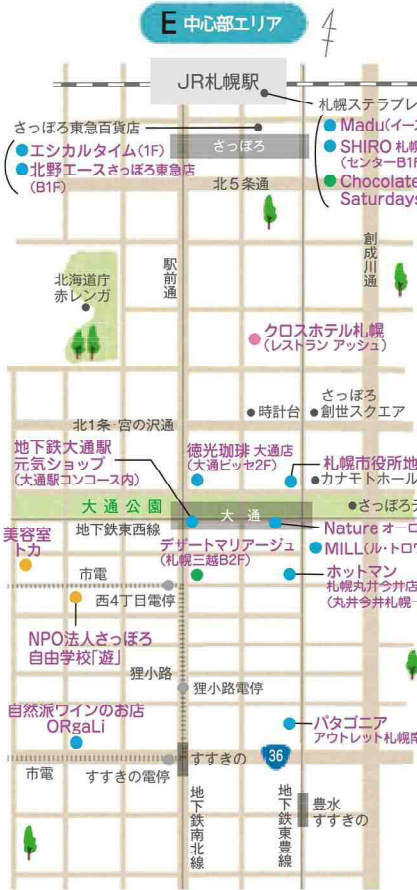 E 中心部エリア
JR札幌駅
札幌ステラプレ
さっぽろ東急百貨店
エシカルタイム(1F)
北野エースさっぽろ東急店
(B1F)
さっぽろ
Madu(イー
SHIRO 札幌
(センターB1F
Chocolate
Saturdays
北5条通
創成川通
駅前通
北海道庁
赤レンガ
クロスホテル札幌
(レストラン アッシュ)
時計台
さっぽろ
創世スクエア
北1条・宮の沢通
地下鉄大通駅
元気ショップ
(大通駅コンコース内)
徳光珈琲 大通店
(大通ビッセ2F)
札幌市役所地
カナモトホール
大通公園
大通
さっぽろテ
地下鉄東西線
美容室
トカ
デザートマリアージュ
(札幌三越B2F)
Nature オーロ
MILL(ル・トロワ
ホットマン
札幌丸井今井店
(丸井今井札幌
市電
西4丁目電停
NPO法人さっぽろ
自由学校「遊」
狸小路
狸小路電停
自然派ワインのお店
ORgaLi
パタゴニア
アウトレット札幌南
36
すすきの
市電
すすきの電停
地下鉄南北線
地下鉄東豊線
豊水
すすきの